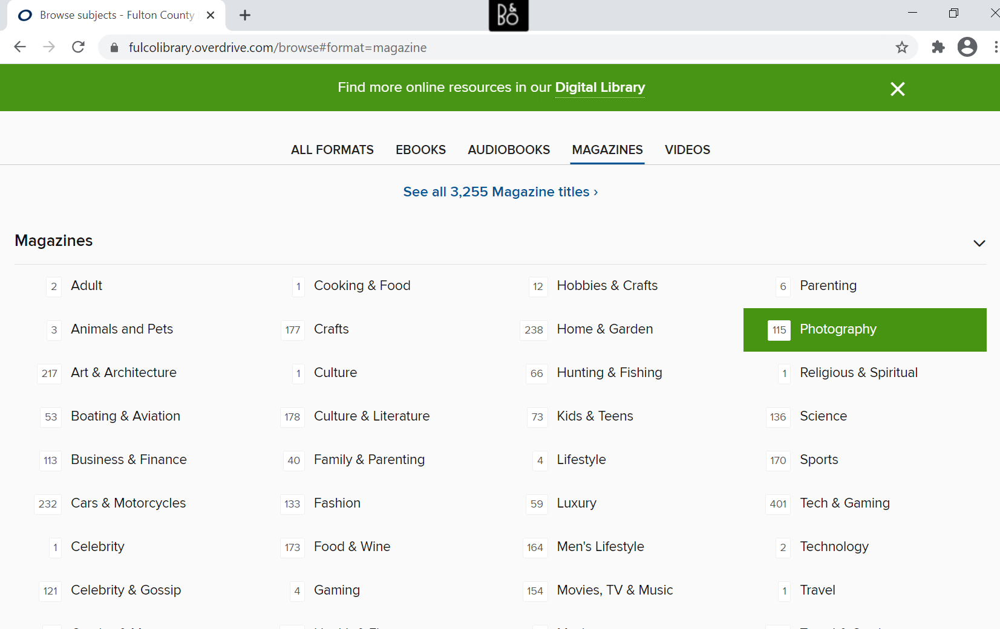 Browse subjects - Fulton County
B&O
fulcolibrary.overdrive.com/browse#format=magazine
Find more online resources in our Digital Library
ALL FORMATS EBOOKS AUDIOBOOKS MAGAZINES VIDEOS
See all 3,255 Magazine titles ›
Magazines
2 Adult 1 Cooking & Food 12 Hobbies & Crafts 6 Parenting
3 Animals and Pets 177 Crafts 238 Home & Garden 115 Photography
217 Art & Architecture 1 Culture 66 Hunting & Fishing 1 Religious & Spiritual
53 Boating & Aviation 178 Culture & Literature 73 Kids & Teens 136 Science
113 Business & Finance 40 Family & Parenting 4 Lifestyle 170 Sports
232 Cars & Motorcycles 133 Fashion 59 Luxury 401 Tech & Gaming
1 Celebrity 173 Food & Wine 164 Men's Lifestyle 2 Technology
121 Celebrity & Gossip 4 Gaming 154 Movies, TV & Music 1 Travel